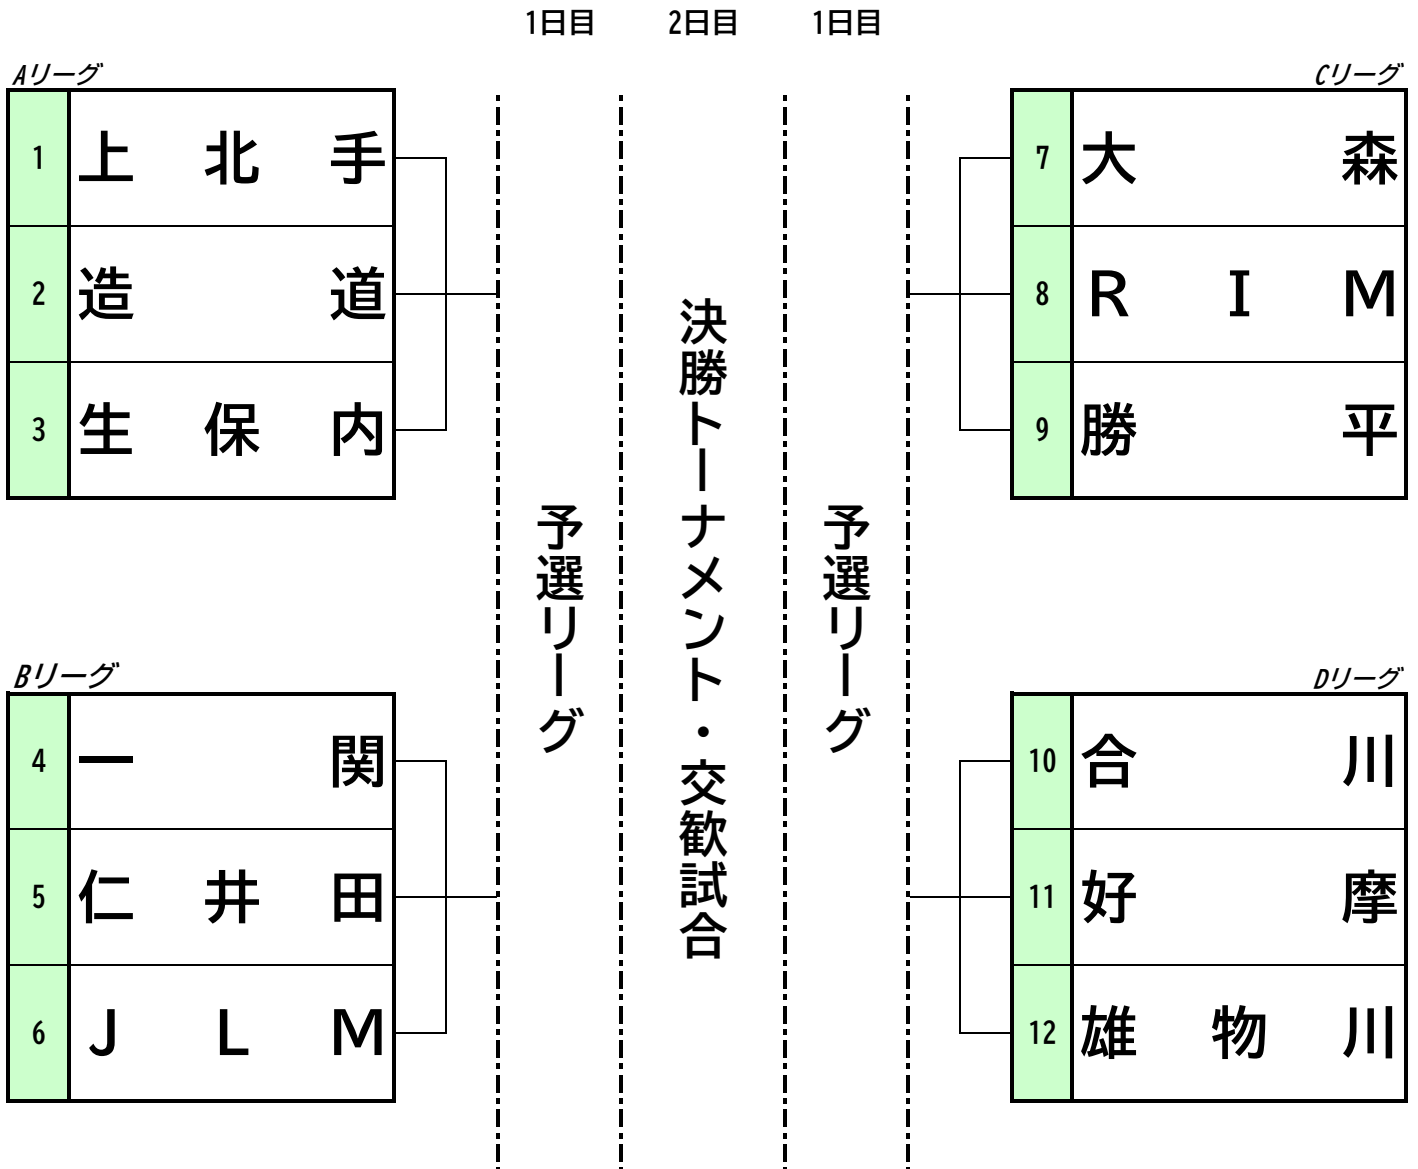 1日目 2日目 1日目
Aリーグ
1 上北手
2 造道
3 生保内
Bリーグ
4 一関
5 仁井田
6 ＪＬＭ
予選リーグ
決勝トーナメント・交歓試合
予選リーグ
Cリーグ
7 大森
8 ＲＩＭ
9 勝平
Dリーグ
10 合川
11 好摩
12 雄物川